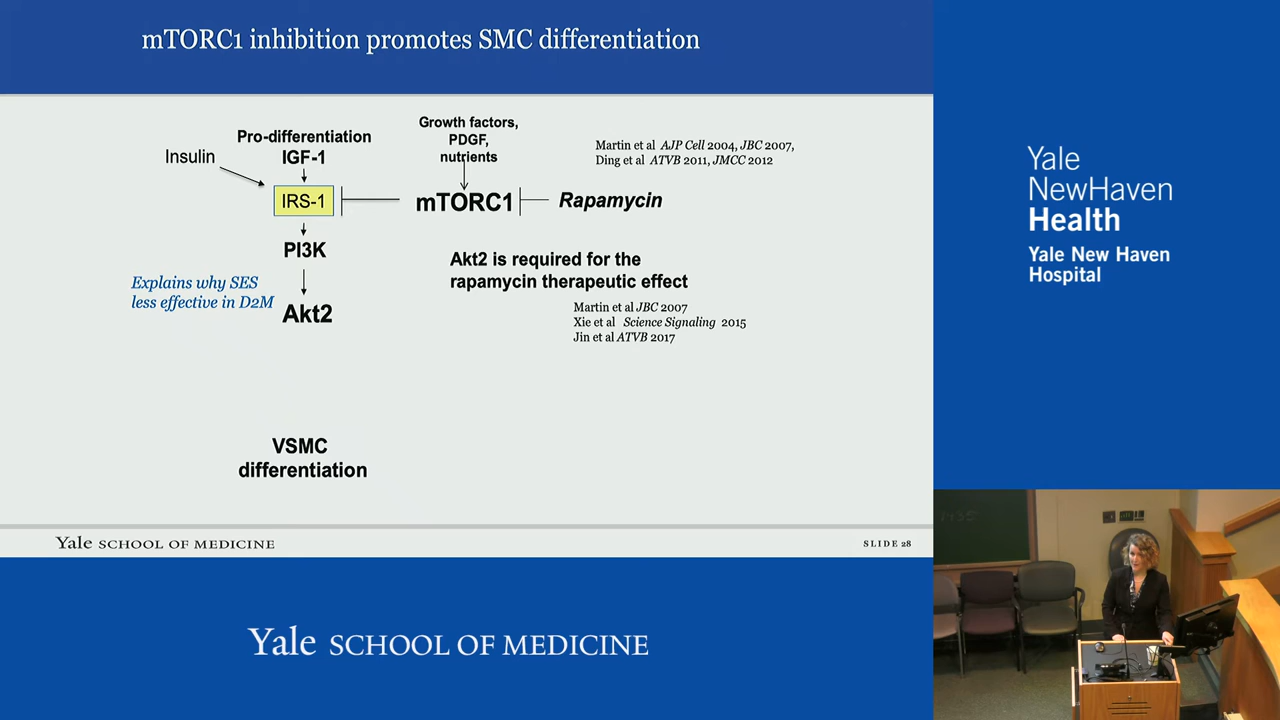 mTORC1 inhibition promotes SMC differentiation
Pro-differentiation
IGF-1
Insulin
IRS-1
PI3K
Akt2
Explains why SES
less effective in D2M
VSMC
differentiation
Growth factors,
PDGF,
nutrients
mTORC1
Rapamycin
Martin et al AJP Cell 2004, JBC 2007,
Ding et al ATVB 2011, JMCC 2012
Akt2 is required for the
rapamycin therapeutic effect
Martin et al JBC 2007
Xie et al Science Signaling 2015
Jin et al ATVB 2017
Yale SCHOOL OF MEDICINE
SLIDE 28
Yale
NewHaven
Health
Yale New Haven
Hospital
Yale SCHOOL OF MEDICINE